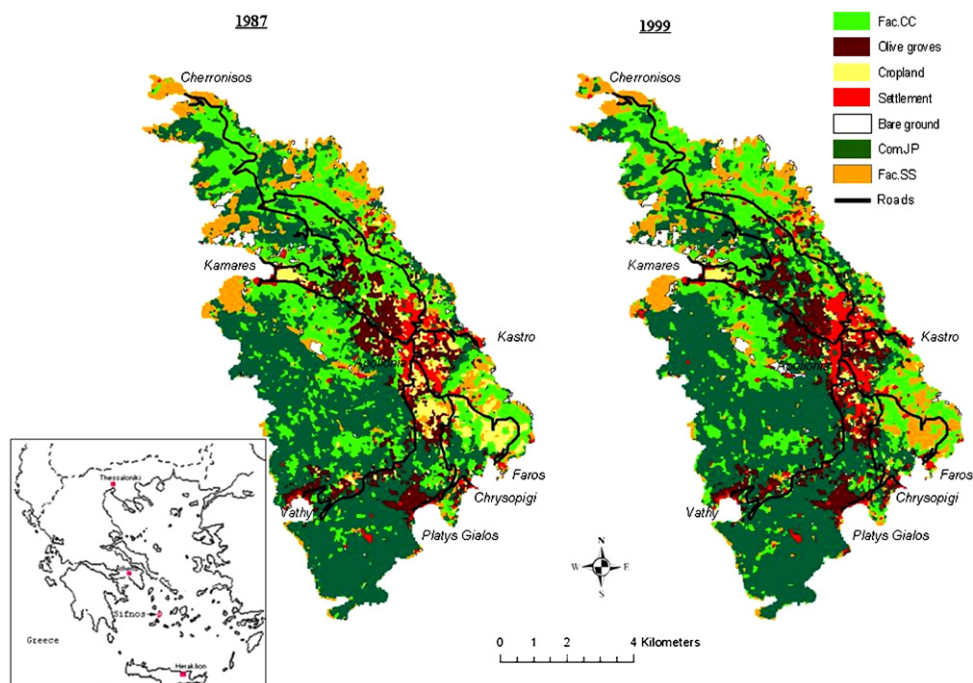 1987
1999
Cherronisos
Kamares
Apollonia
Kastro
Faros
Chrysopigi
Platys Gialos
Vathy
Cherronisos
Kamares
Apollonia
Kastro
Faros
Chrysopigi
Platys Gialos
Vathy
Fac.CC
Olive groves
Cropland
Settlement
Bare ground
Com.JP
Fac.SS
Roads
Thessaloniki
Sifnos
Greece
Heraklion
N
W E
S
0 1 2 4 Kilometers